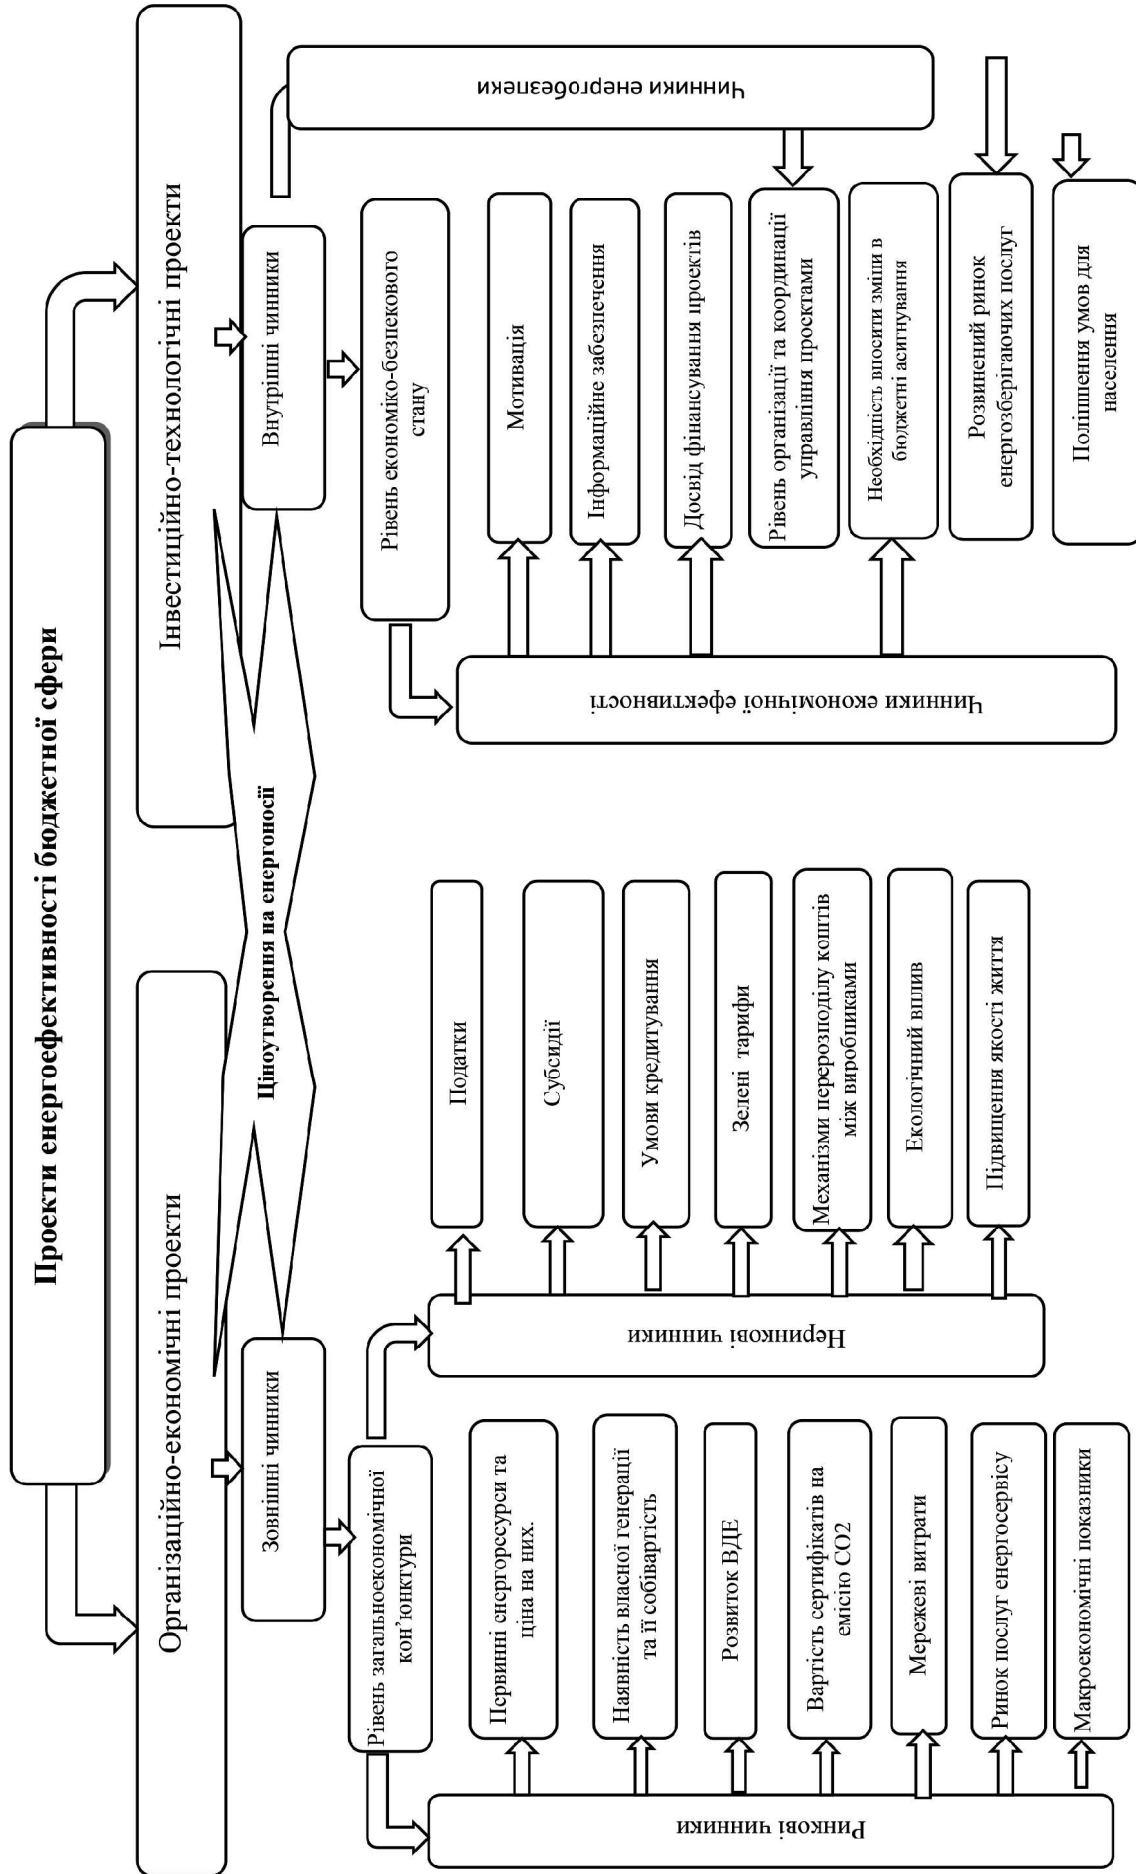 Проекти енергоефективності бюджетної сфери
Організаційно-економічні проекти
Інвестиційно-технологічні проекти
Ціноутворення на енергоносії
Зовнішні чинники
Внутрішні чинники
Рівень загальноекономічної
кон’юнктури
Рівень економіко-безпекового
стану
Ринкові чинники
Первинні енергоресурси та
ціна на них.
Наявність власної генерації
та її собівартість
Розвиток ВДЕ
Вартість сертифікатів на
емісію СО2
Мережеві витрати
Ринок послуг енергосервісу
Макроекономічні показники
Неринкові чинники
Податки
Субсидії
Умови кредитування
Зелені тарифи
Механізми перерозподілу коштів
між виробниками
Екологічний вплив
Підвищення якості життя
Чинники економічної ефективності
Мотивація
Інформаційне забезпечення
Досвід фінансування проектів
Рівень організації та координації
управління проектами
Необхідність вносити зміни в
бюджетні асигнування
Розвинений ринок
енергозберігаючих послуг
Поліпшення умов для
населення
Чинники енергобезпеки